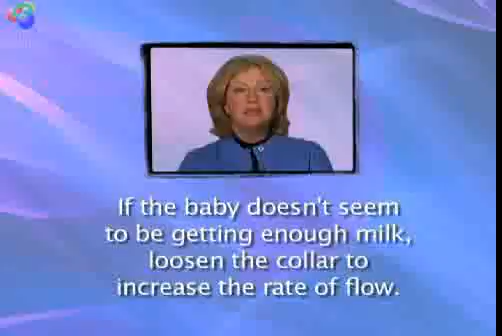 If the baby doesn't seem
to be getting enough milk,
loosen the collar to
increase the rate of flow.